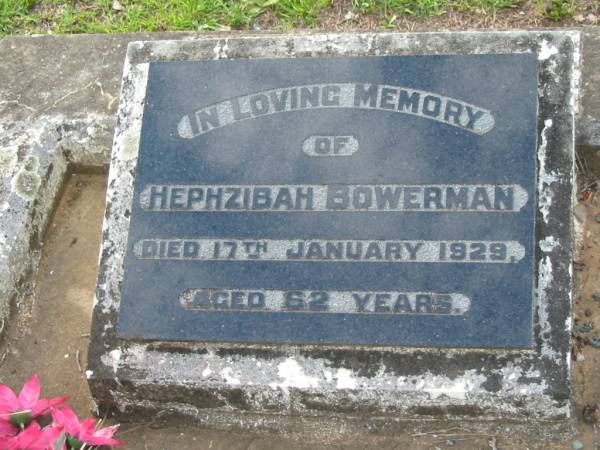 IN LOVING MEMORY
OF
HEPHZIBAH BOWERMAN
DIED 17TH JANUARY 1929.
AGED 62 YEARS.